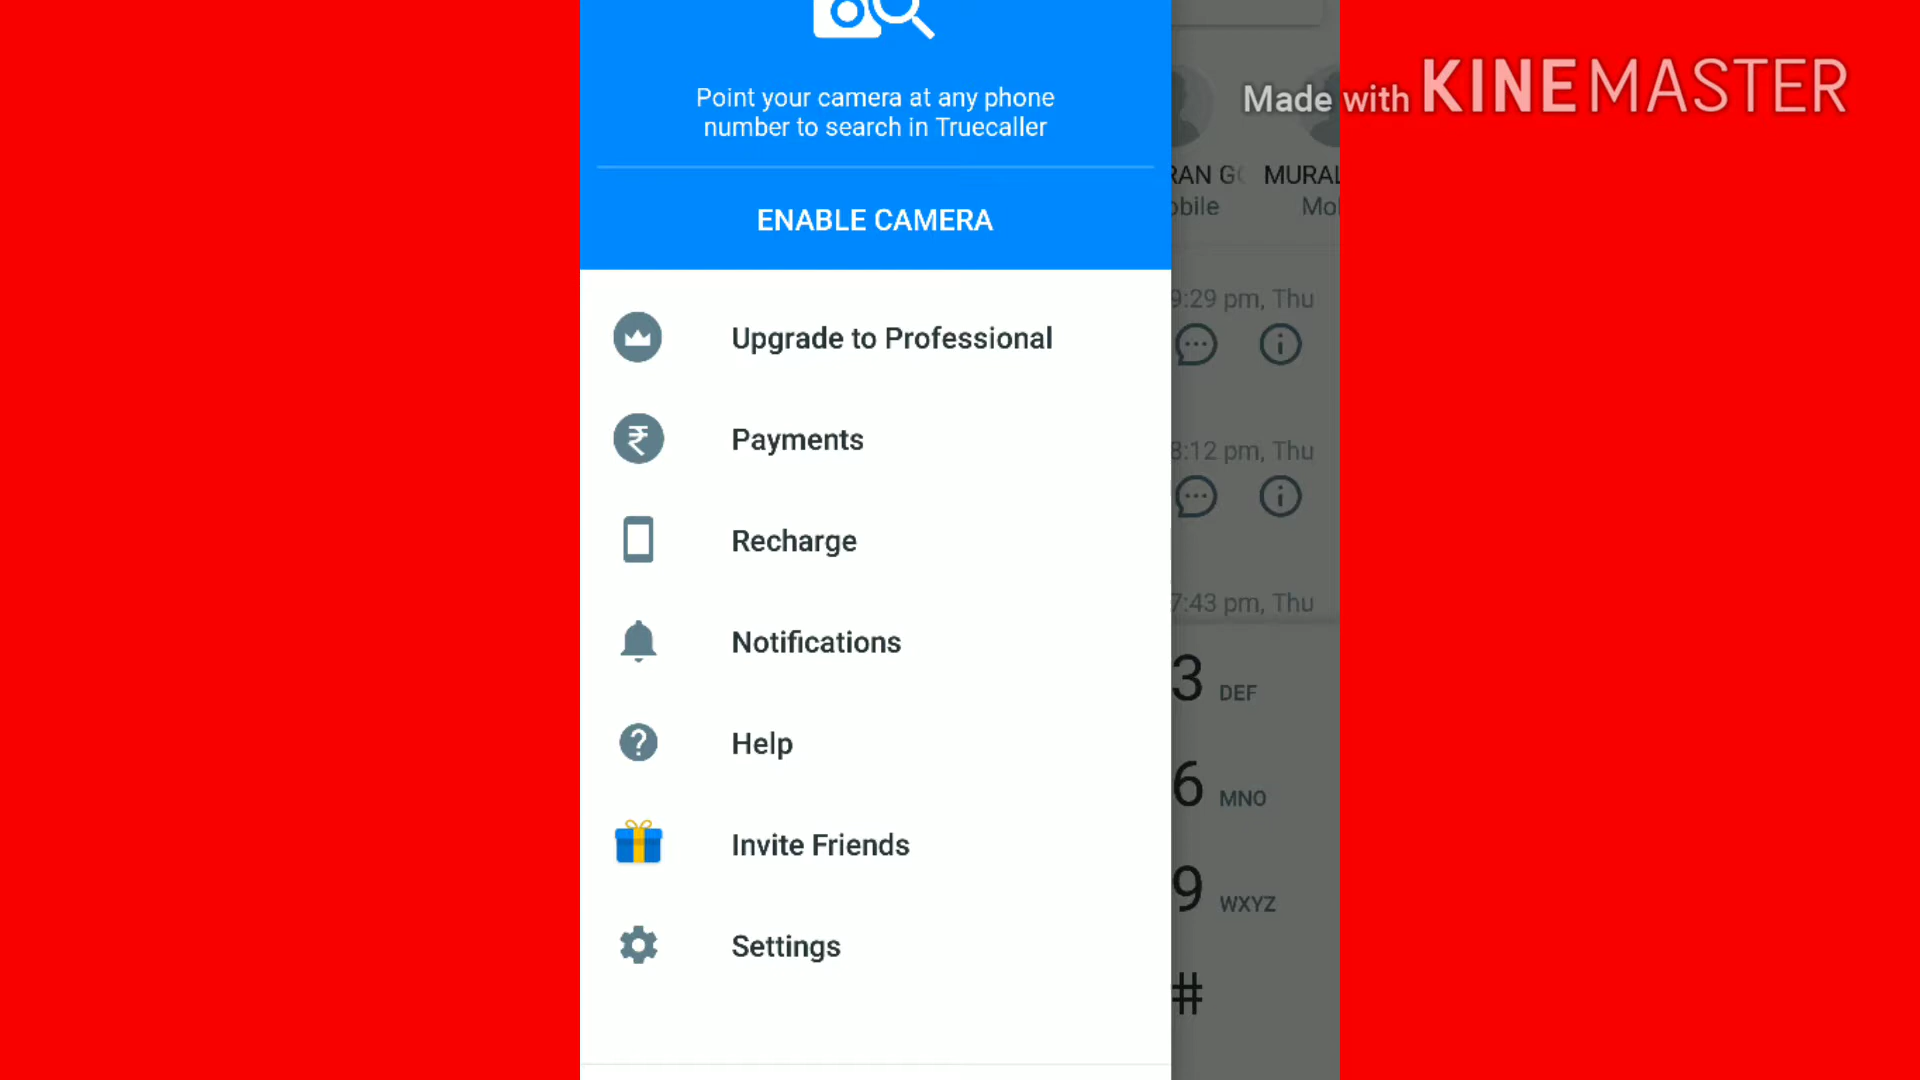 Point your camera at any phone
number to search in Truecaller
ENABLE CAMERA
Upgrade to Professional
Payments
Recharge
Notifications
Help
Invite Friends
Settings
Made with KINEMASTER
9:29 pm, Thu
:12 pm, Thu
7:43 pm, Thu
3 DEF
6 MNO
9 WXYZ
#